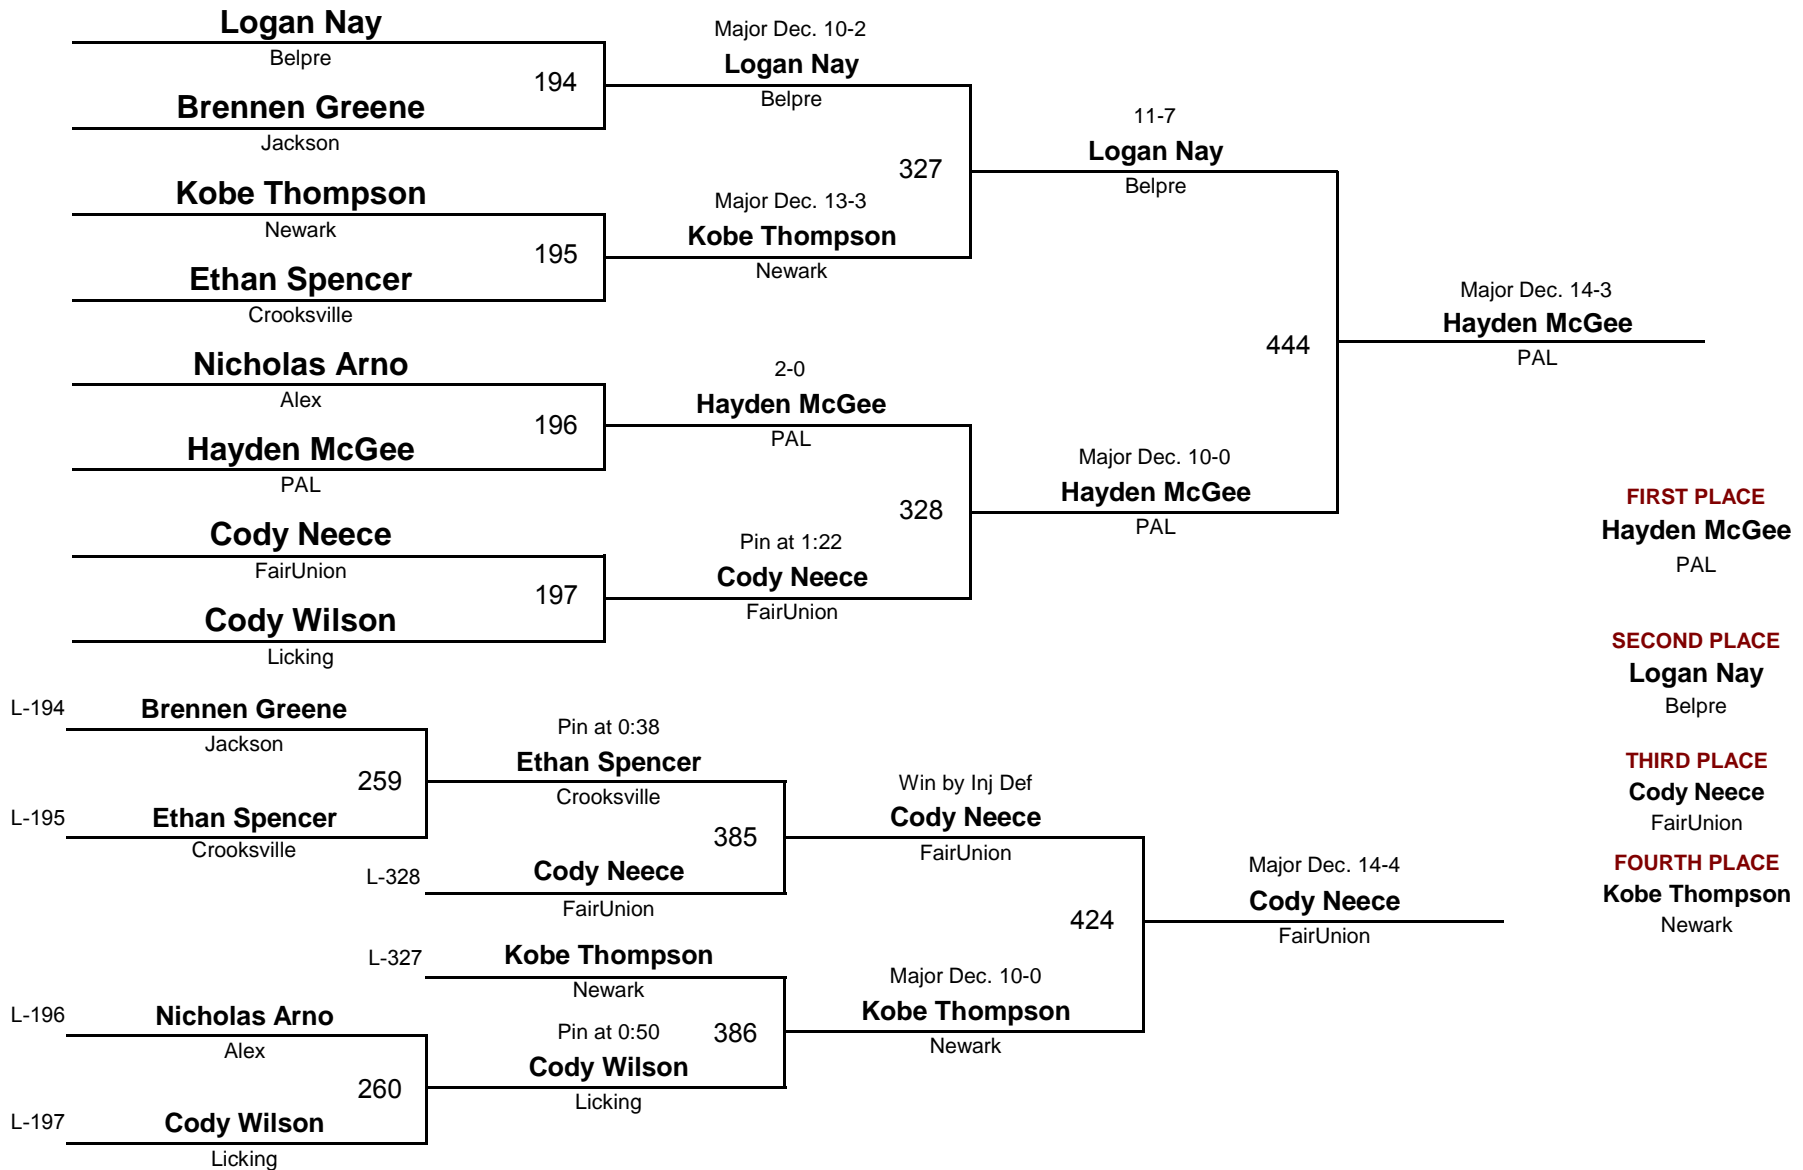 Logan Nay
Belpre
194
Brennen Greene
Jackson
Kobe Thompson
Newark
195
Ethan Spencer
Crooksville
Nicholas Arno
Alex
196
Hayden McGee
PAL
Cody Neece
FairUnion
197
Cody Wilson
Licking
Major Dec. 10-2
Logan Nay
Belpre
327
Major Dec. 13-3
Kobe Thompson
Newark
2-0
Hayden McGee
PAL
328
Pin at 1:22
Cody Neece
FairUnion
11-7
Logan Nay
Belpre
444
Major Dec. 10-0
Hayden McGee
PAL
Major Dec. 14-3
Hayden McGee
PAL
FIRST PLACE
Hayden McGee
PAL
SECOND PLACE
Logan Nay
Belpre
THIRD PLACE
Cody Neece
FairUnion
FOURTH PLACE
Kobe Thompson
Newark
L-194
Brennen Greene
Jackson
259
L-195
Ethan Spencer
Crooksville
Pin at 0:38
Ethan Spencer
Crooksville
385
L-328
Cody Neece
FairUnion
L-327
Kobe Thompson
Newark
386
Pin at 0:50
Cody Wilson
Licking
L-196
Nicholas Arno
Alex
260
L-197
Cody Wilson
Licking
Win by Inj Def
Cody Neece
FairUnion
424
Major Dec. 10-0
Kobe Thompson
Newark
Major Dec. 14-4
Cody Neece
FairUnion